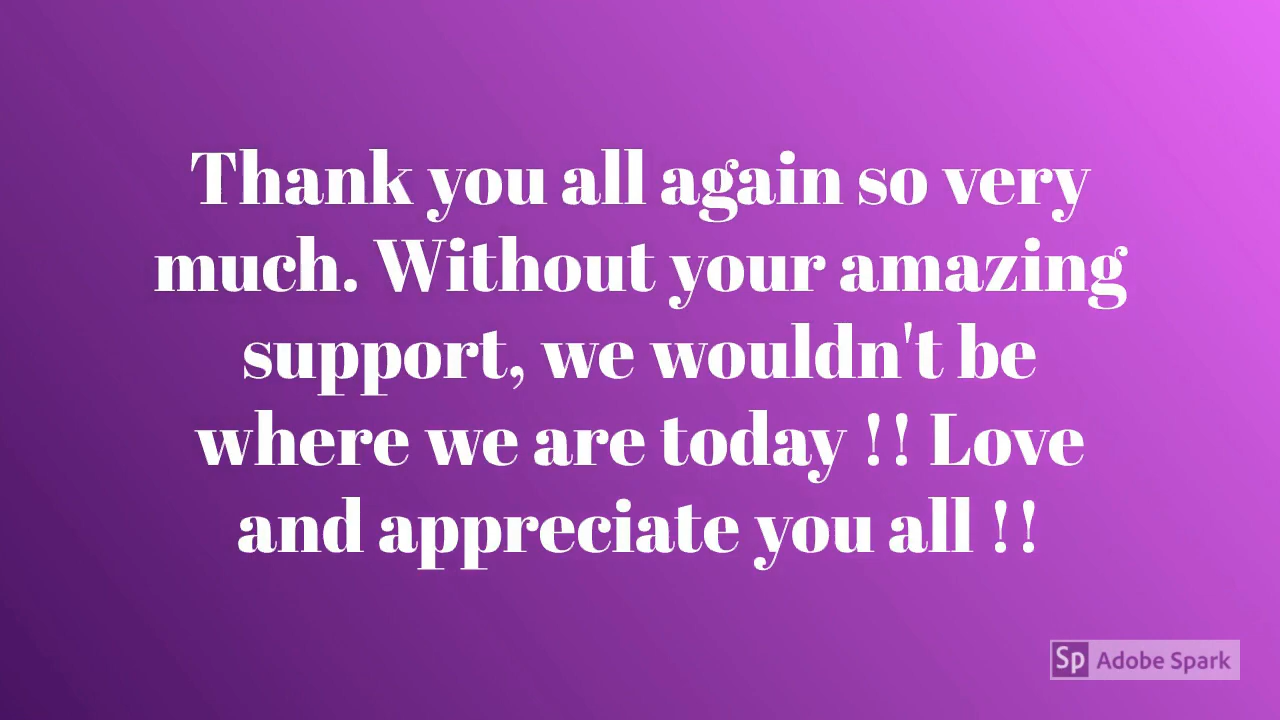 Thank you all again so very
much. Without your amazing
support, we wouldn't be
where we are today !! Love
and appreciate you all !!
Sp Adobe Spark